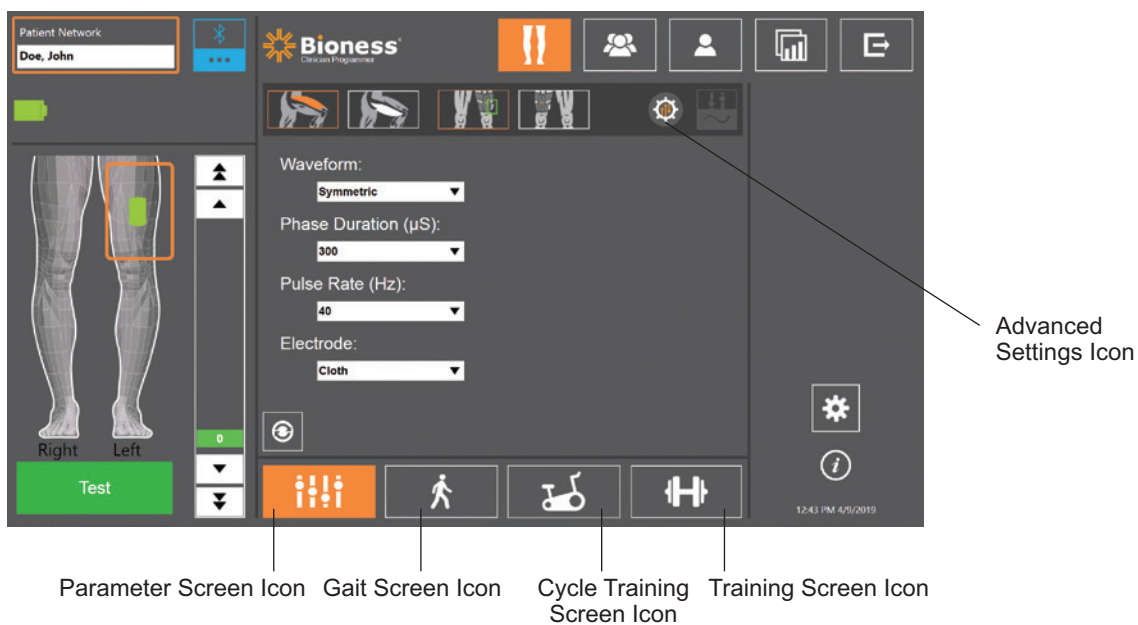 Patient Network
Doe, John
Bioness
Clinician Programmer
Waveform:
Symmetric
Phase Duration (µS):
300
Pulse Rate (Hz):
40
Electrode:
Cloth
Right Left
0
Test
i
12:43 PM 4/9/2019
Advanced
Settings Icon
Parameter Screen Icon
Gait Screen Icon
Cycle Training
Screen Icon
Training Screen Icon